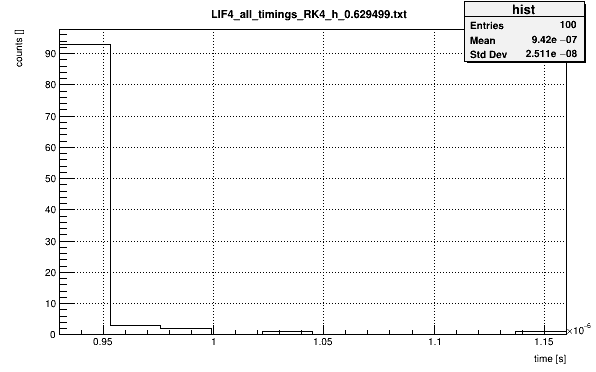 LIF4_all_timings_RK4_h_0.629499.txt
hist
Entries 100
Mean 9.42e −07
Std Dev 2.511e −08
counts []
90
80
70
60
50
40
30
20
10
0
0.95 1 1.05 1.1 1.15
×10−6
time [s]